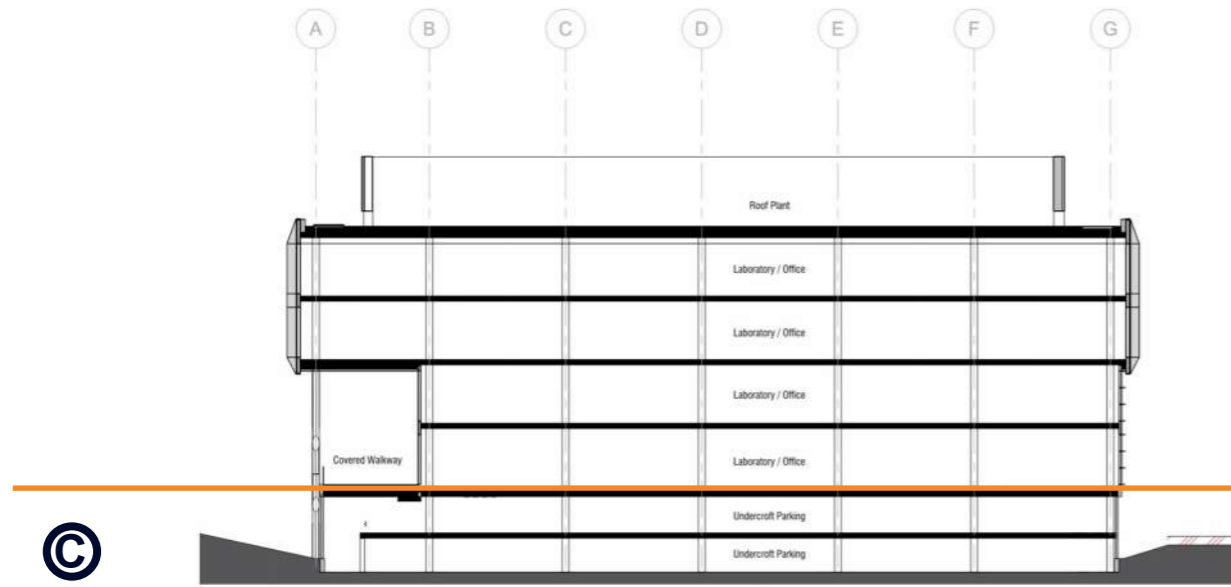 A
B
C
D
E
F
G
Roof Plant
Laboratory / Office
Laboratory / Office
Laboratory / Office
Covered Walkway
Laboratory / Office
Undercroft Parking
Undercroft Parking
©